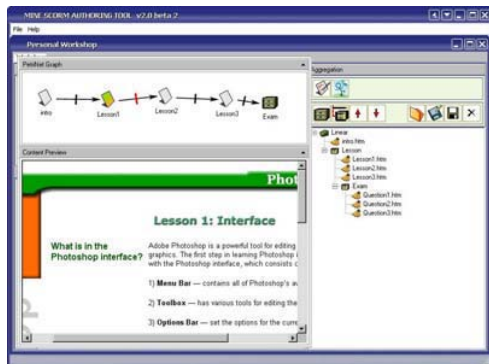 MINE SCORM AUTHORING TOOL v2.0 beta 2
File Help
Personal Workshop
PetriNet Graph
intro
Lesson1
Lesson2
Lesson3
Exam
Content Preview
Phot
Lesson 1: Interface
What is in the
Photoshop interface?
Adobe Photoshop is a powerful tool for editing
graphics. The first step in learning Photoshop i
with the Photoshop interface, which consists c
1) Menu Bar — contains all of Photoshop's
2) Toolbox — has various tools for editing the
3) Options Bar — set the options for the curre
Aggregation
Linear
intro.htm
Lesson
Lesson1.htm
Lesson2.htm
Lesson3.htm
Exam
Question1.htm
Question2.htm
Question3.htm